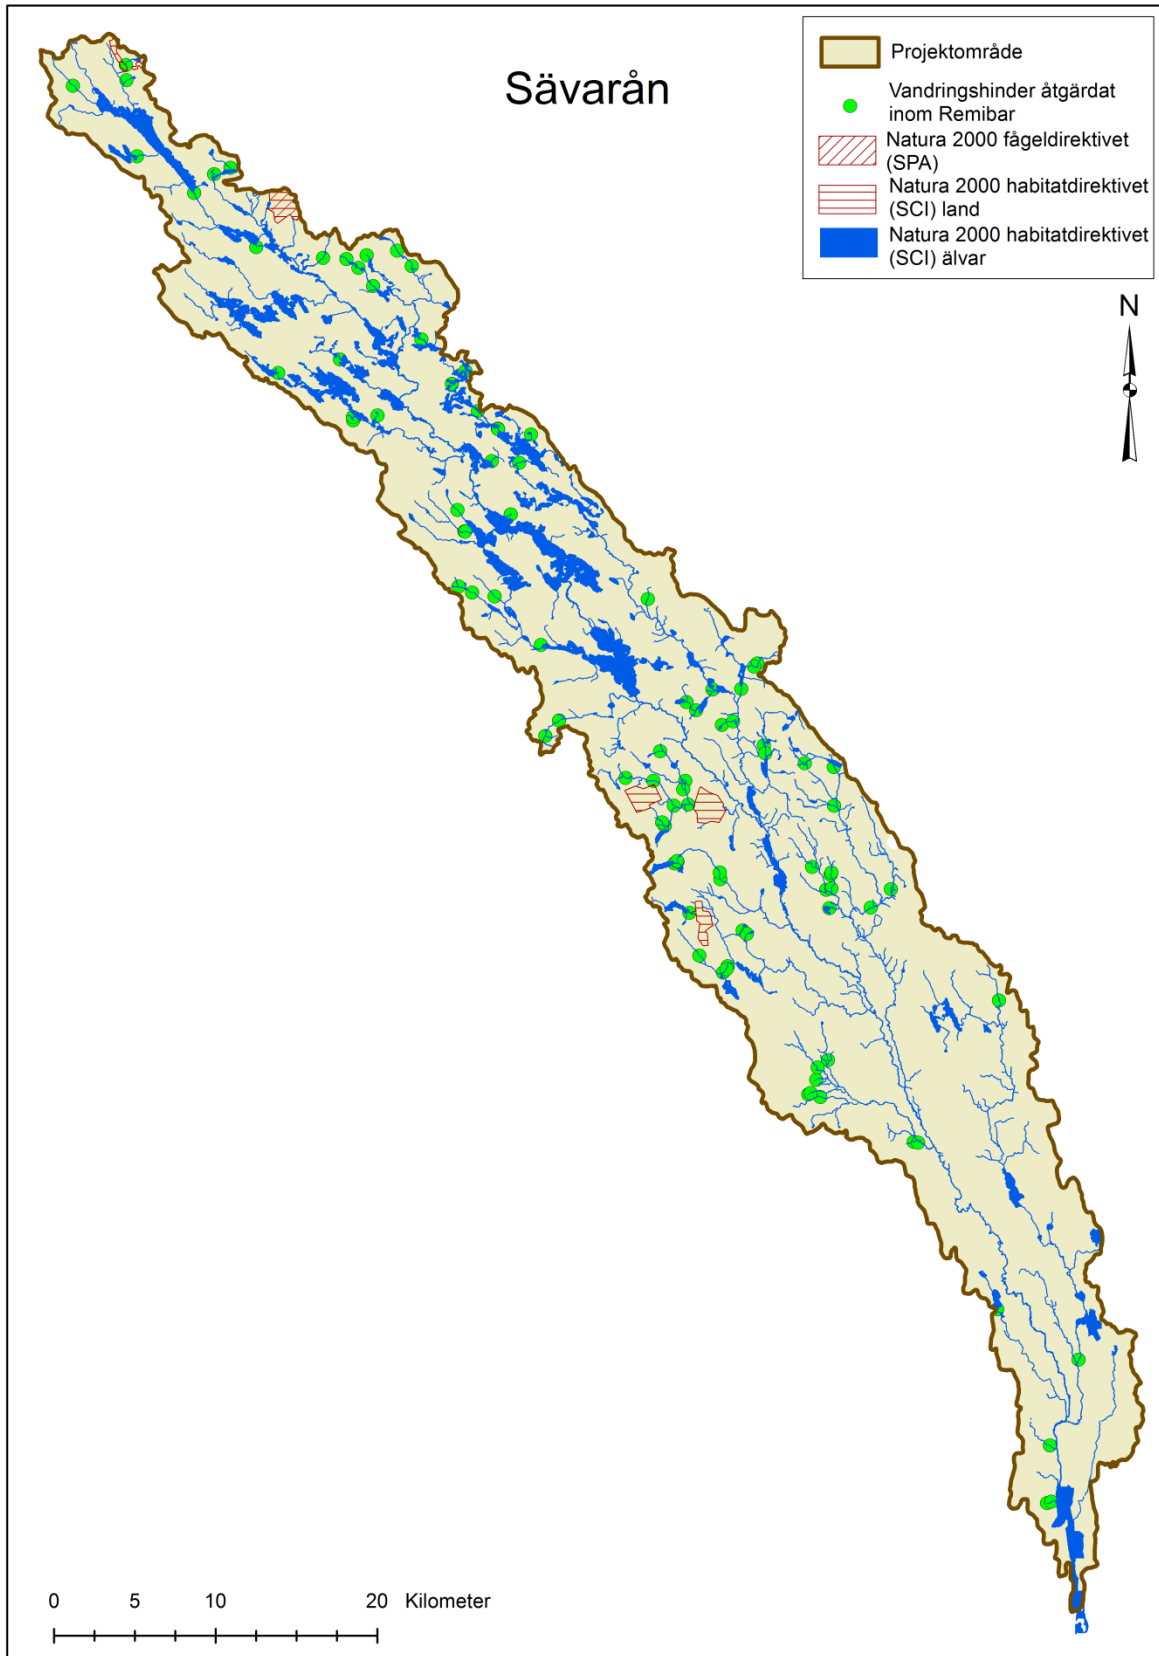 Sävarån
Projektområde
Vandringshinder åtgärdat
inom Remibar
Natura 2000 fågeldirektivet
(SPA)
Natura 2000 habitatdirektivet
(SCI) land
Natura 2000 habitatdirektivet
(SCI) älvar
N
0 5 10 20 Kilometer